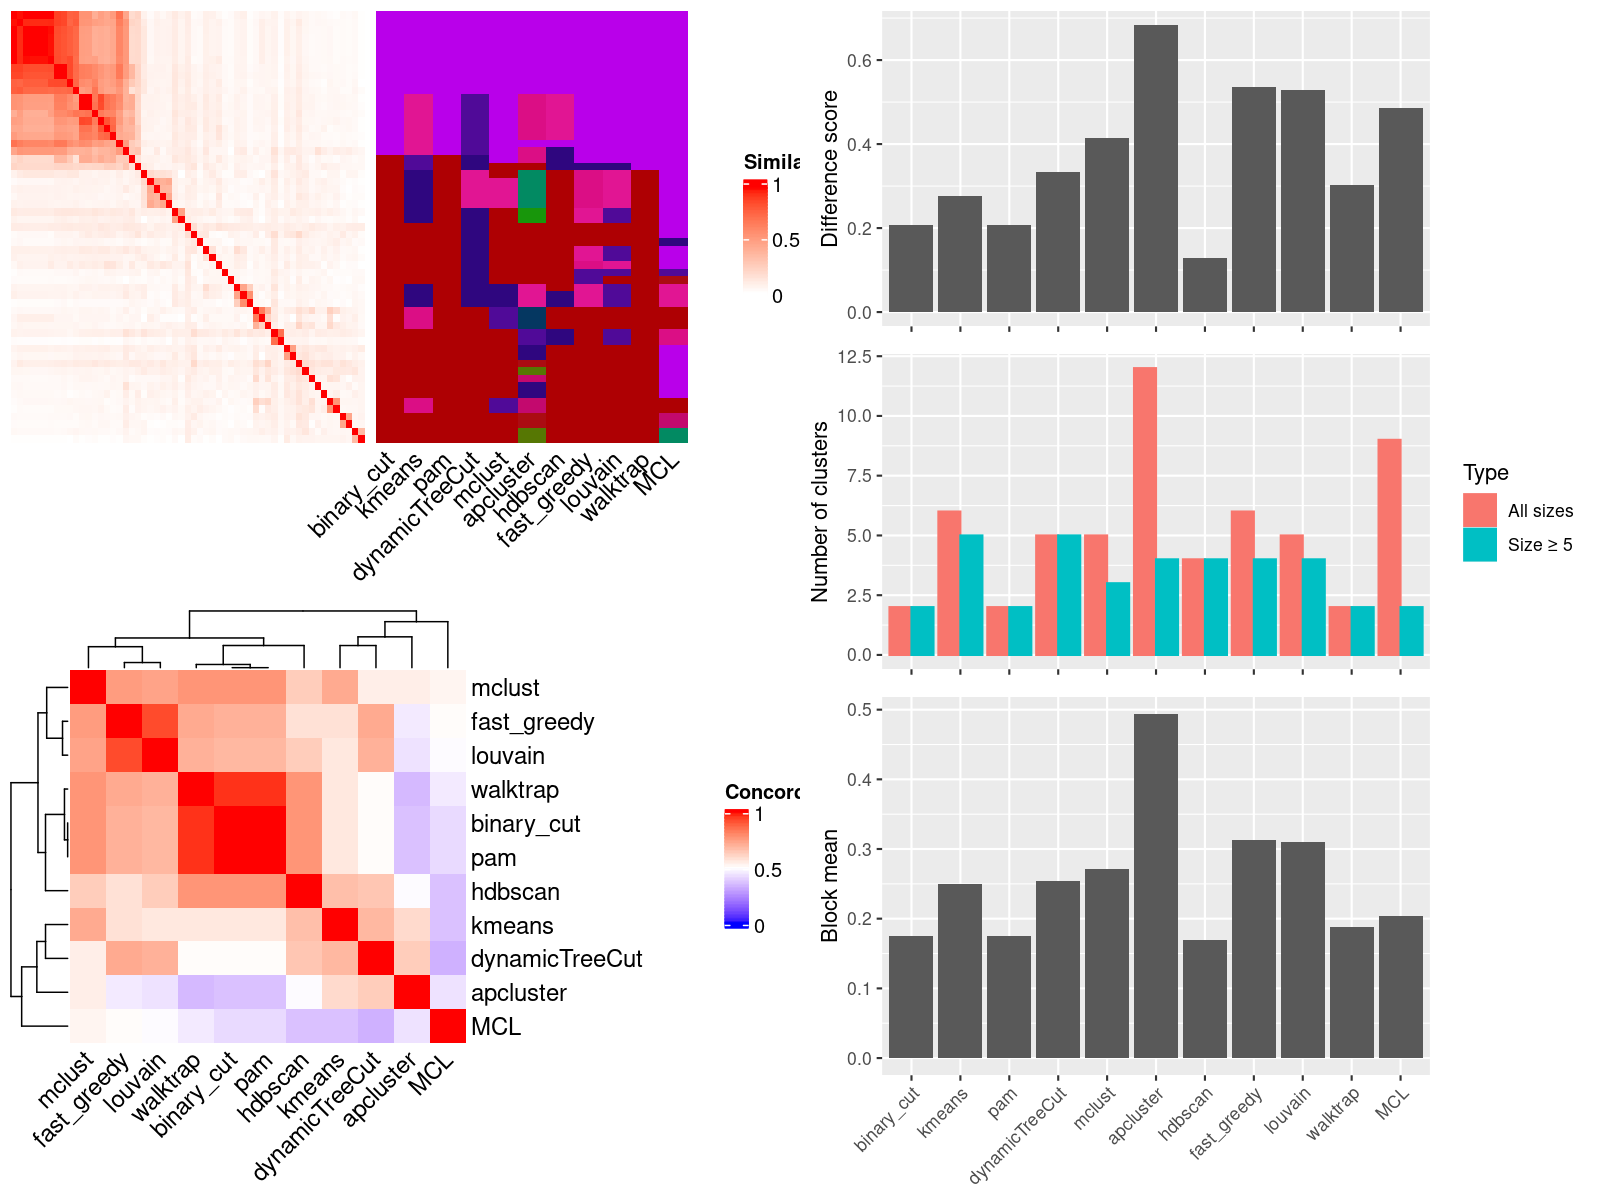 Simila
1
0.5
0
binary_cut
kmeans
pam
dynamicTreeCut
mclust
apcluster
hdbscan
fast_greedy
louvain
walktrap
MCL
mclust
fast_greedy
louvain
walktrap
binary_cut
pam
hdbscan
kmeans
dynamicTreeCut
apcluster
MCL
mclust
fast_greedy
louvain
walktrap
binary_cut
pam
hdbscan
kmeans
dynamicTreeCut
apcluster
MCL
Concord
1
0.5
0
Difference score
0.6
0.4
0.2
0.0
Number of clusters
12.5
10.0
7.5
5.0
2.5
0.0
Type
All sizes
Size ≥ 5
Block mean
0.5
0.4
0.3
0.2
0.1
0.0
binary_cut
kmeans
pam
dynamicTreeCut
mclust
apcluster
hdbscan
fast_greedy
louvain
walktrap
MCL